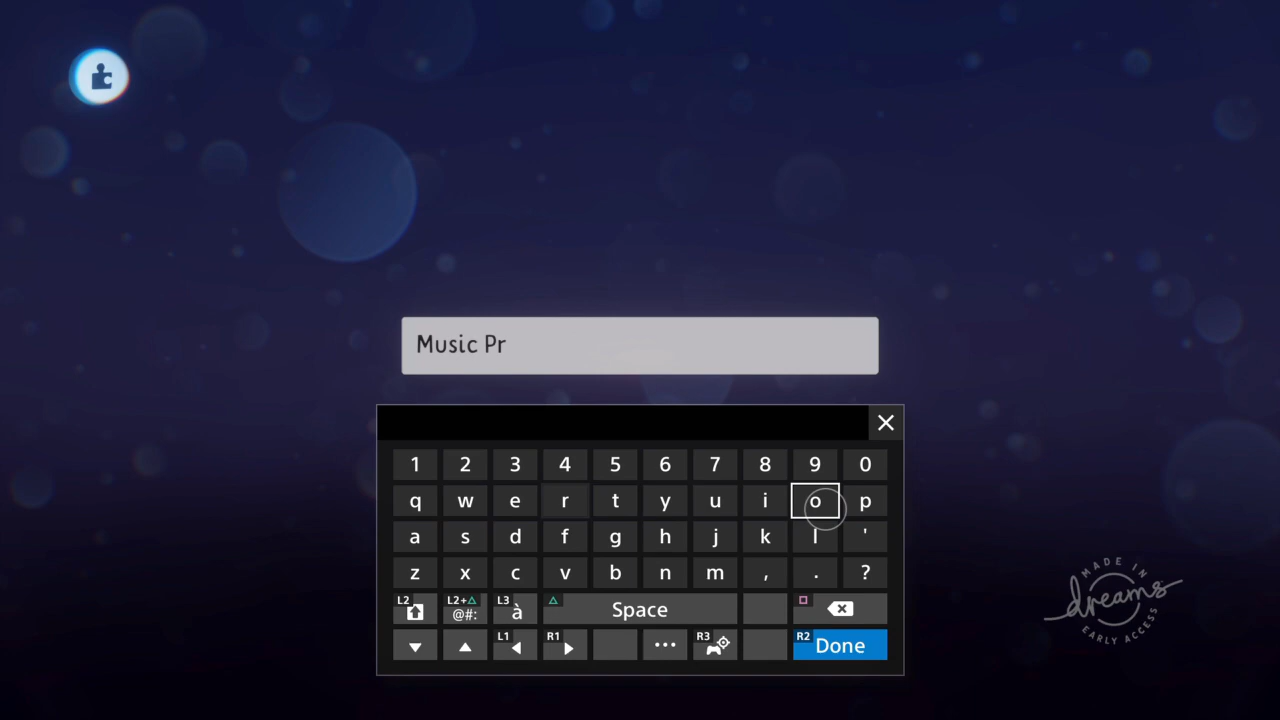 Music Pr
1 2 3 4 5 6 7 8 9 0
q w e r t y u i o p
a s d f g h j k l '
z x c v b n m , . ?
L2 L2+△ @#: L3 à △ Space
L1 R1 ... R3 R2 Done
MADE IN
dreams
EARLY ACCESS